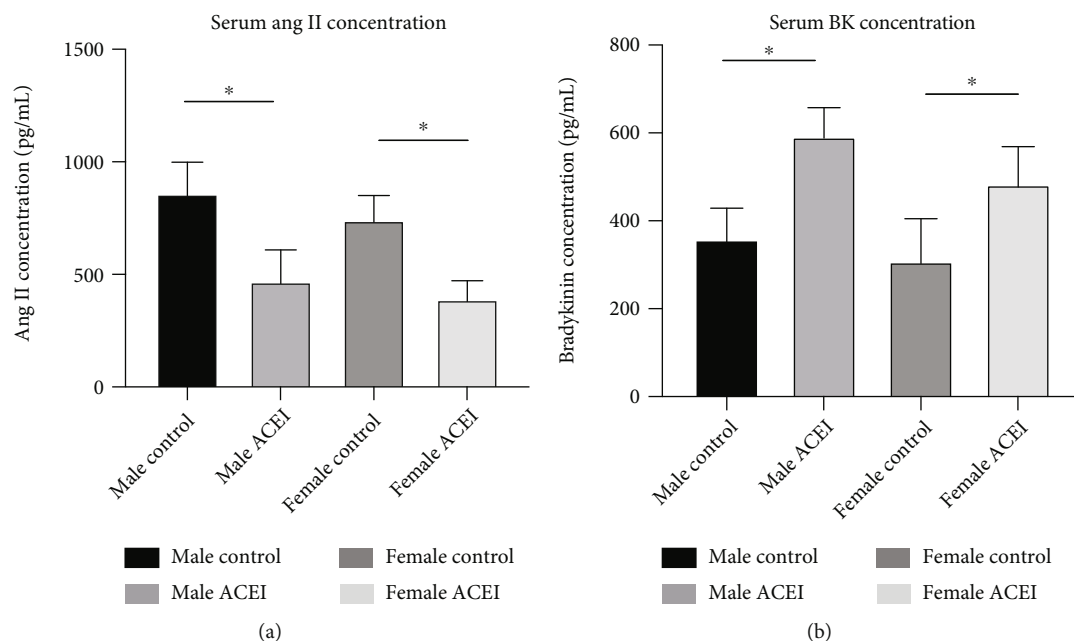 Serum ang II concentration
Ang II concentration (pg/mL)
1500
1000
500
0
*
*
Male control
Male ACEI
Female control
Female ACEI
Male control
Female control
Male ACEI
Female ACEI
(a)
Serum BK concentration
Bradykinin concentration (pg/mL)
800
600
400
200
0
*
*
Male control
Male ACEI
Female control
Female ACEI
Male control
Female control
Male ACEI
Female ACEI
(b)